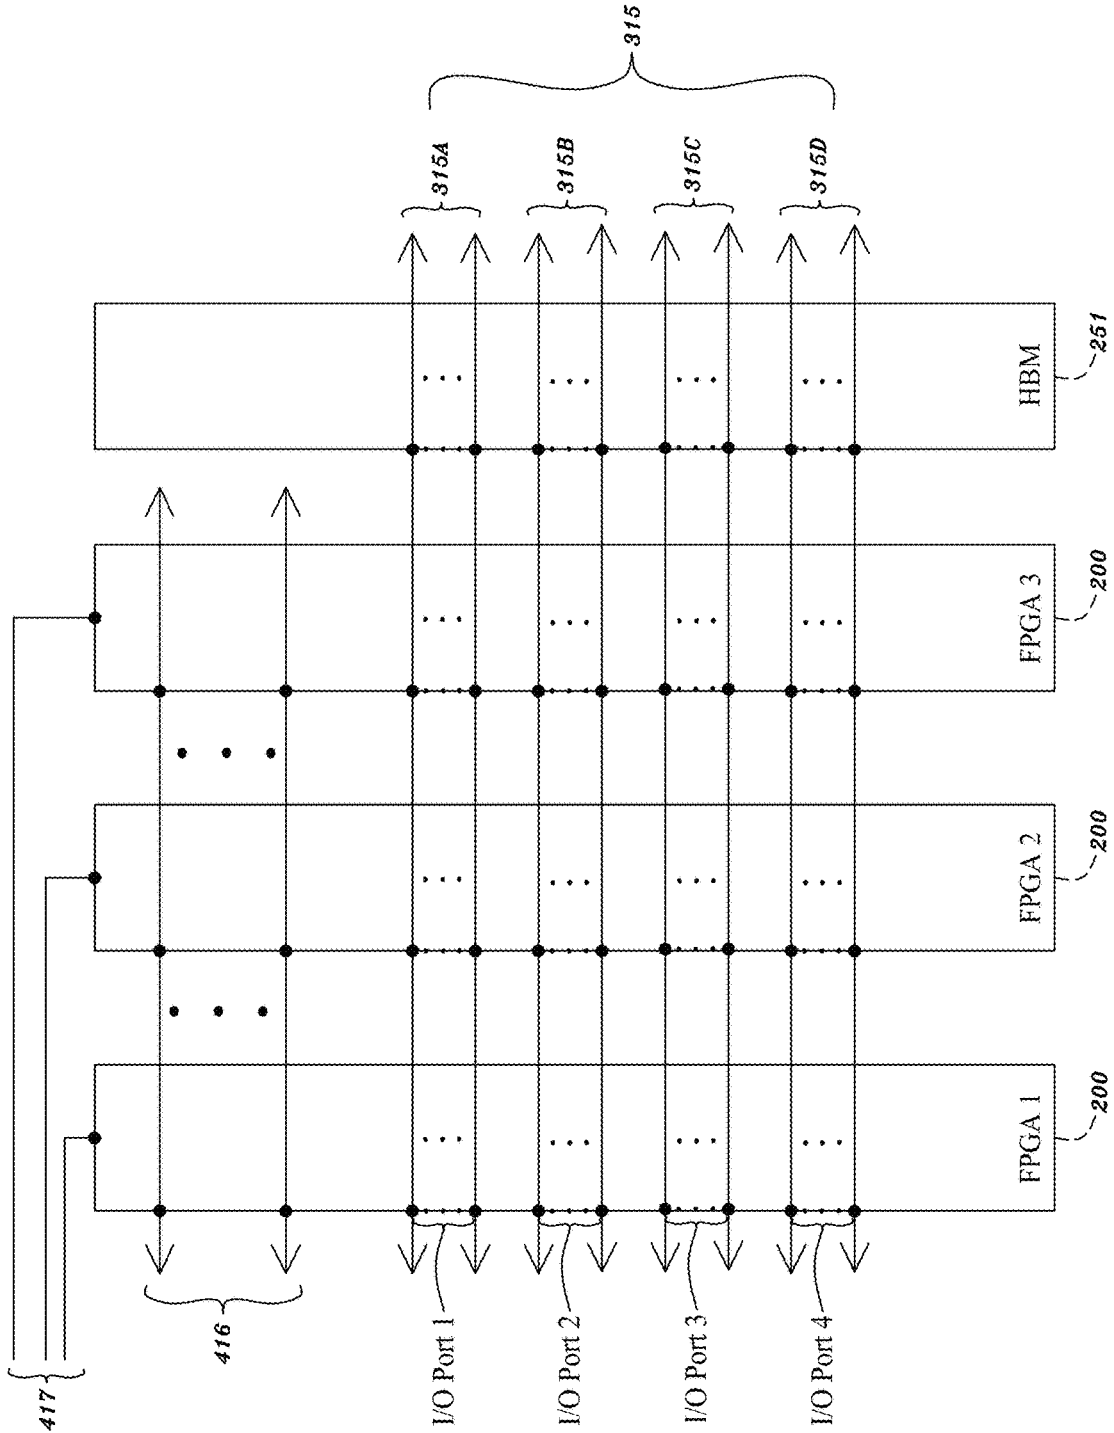 417
416
I/O Port 1
I/O Port 2
I/O Port 3
I/O Port 4
FPGA 1
200
FPGA 2
200
FPGA 3
200
HBM
251
315A
315B
315C
315D
315